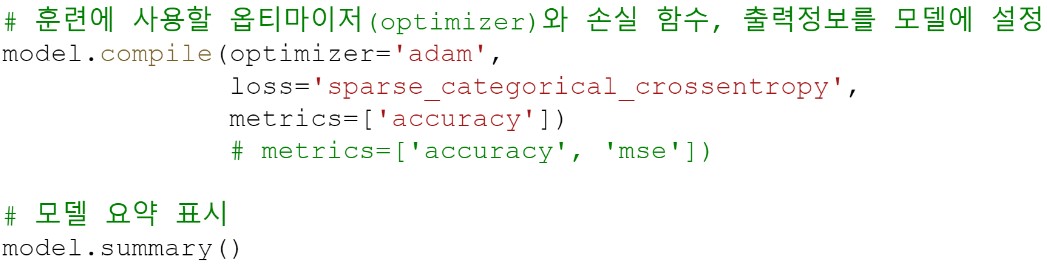 # 훈련에 사용할 옵티마이저(optimizer)와 손실 함수, 출력정보를 모델에 설정
model.compile(optimizer='adam',
              loss='sparse_categorical_crossentropy',
              metrics=['accuracy'])
              # metrics=['accuracy', 'mse'])

# 모델 요약 표시
model.summary()